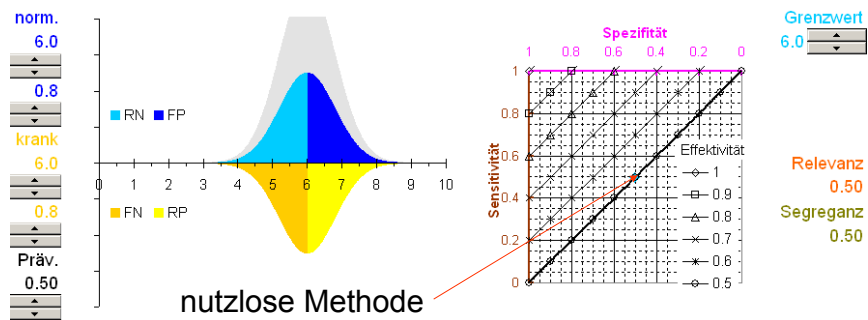 norm.
6.0
0.8
krank
6.0
0.8
Präv.
0.50
RN FP
FN RP
0 1 2 3 4 5 6 7 8 9 10
nutzlose Methode
Spezifität
1 0.8 0.6 0.4 0.2 0
Sensitivität
1
0.8
0.6
0.4
0.2
0
Effektivität
1
0.9
0.8
0.7
0.6
0.5
Grenzwert
6.0
Relevanz
0.50
Segreganz
0.50